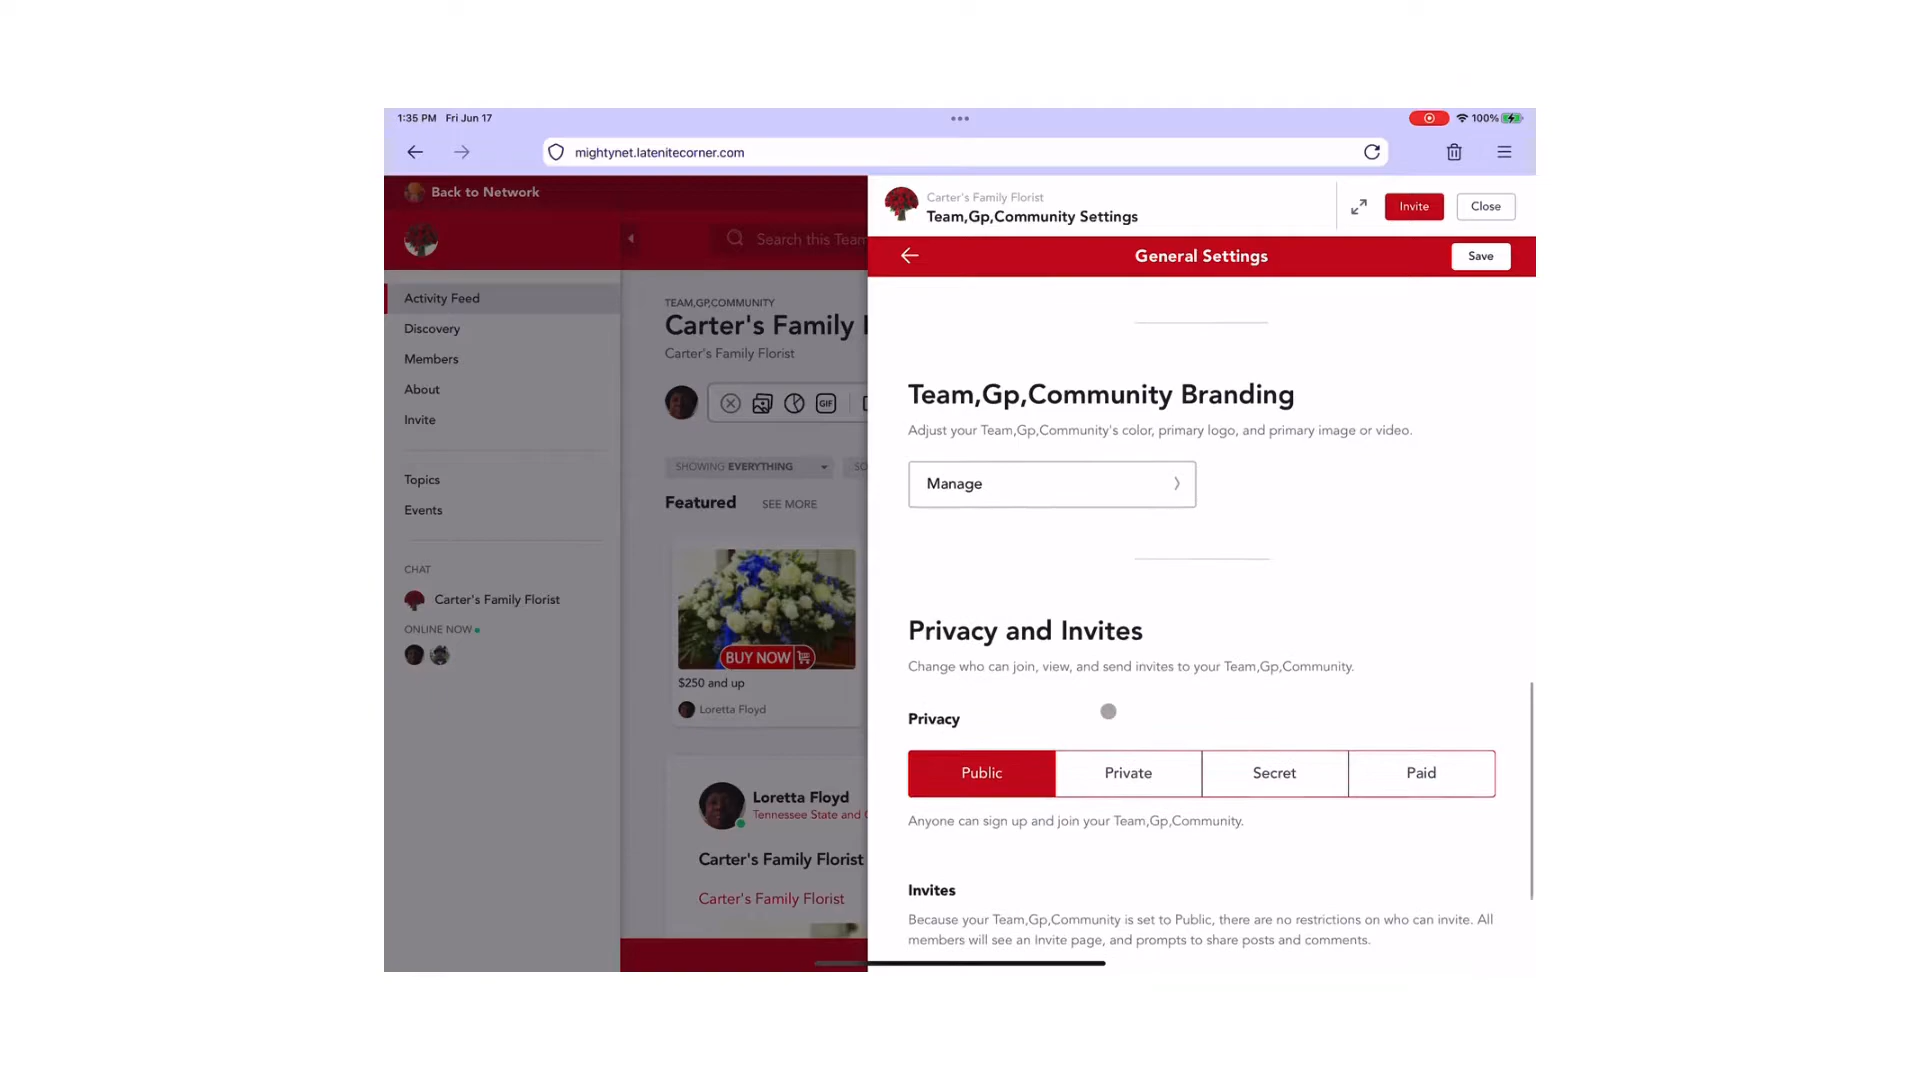 1:35 PM Fri Jun 17
100%
mightynet.latenitecorner.com
Back to Network
Search this Team
Activity Feed
Discovery
Members
About
Invite
Topics
Events
CHAT
Carter's Family Florist
ONLINE NOW
TEAM,GP,COMMUNITY
Carter's Family
Carter's Family Florist
GIF
SHOWING EVERYTHING
SO
Featured SEE MORE
BUY NOW
$250 and up
Loretta Floyd
Loretta Floyd
Tennessee State and
Carter's Family Florist
Carter's Family Florist
Carter's Family Florist
Team,Gp,Community Settings
Invite
Close
General Settings
Save
Team,Gp,Community Branding
Adjust your Team,Gp,Community's color, primary logo, and primary image or video.
Manage
Privacy and Invites
Change who can join, view, and send invites to your Team,Gp,Community.
Privacy
Public Private Secret Paid
Anyone can sign up and join your Team,Gp,Community.
Invites
Because your Team,Gp,Community is set to Public, there are no restrictions on who can invite. All
members will see an Invite page, and prompts to share posts and comments.